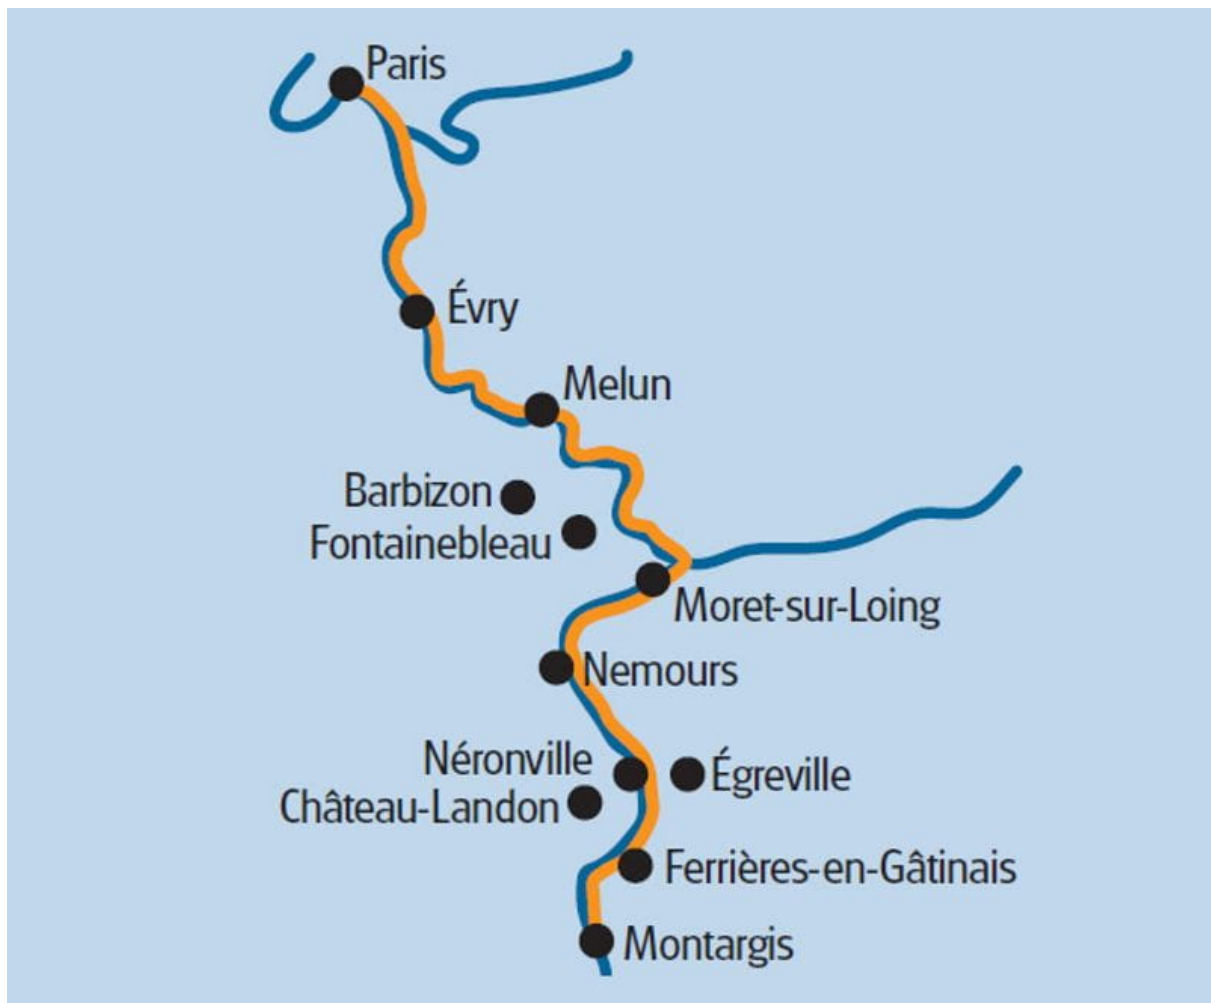 Paris
Évry
Melun
Barbizon
Fontainebleau
Moret-sur-Loing
Nemours
Néronville
Égreville
Château-Landon
Ferrières-en-Gâtinais
Montargis